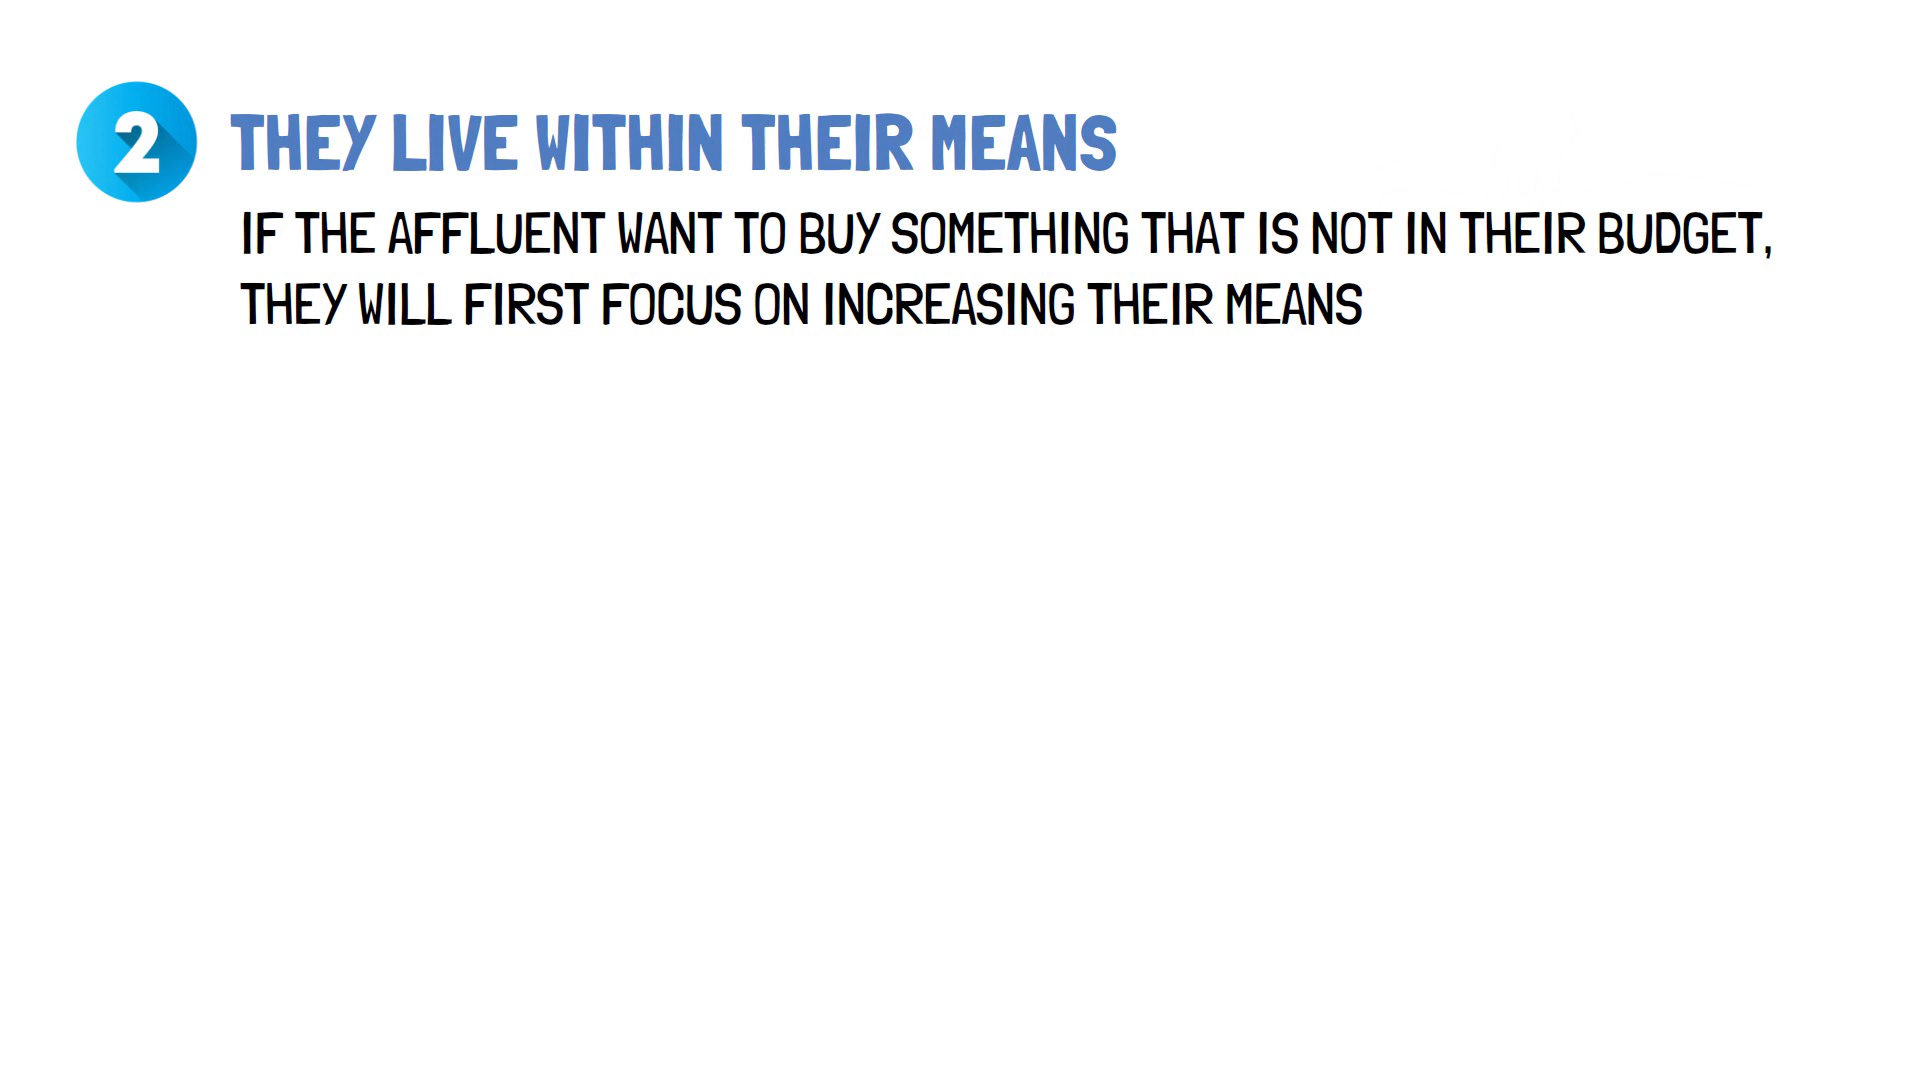 2 THEY LIVE WITHIN THEIR MEANS
IF THE AFFLUENT WANT TO BUY SOMETHING THAT IS NOT IN THEIR BUDGET,
THEY WILL FIRST FOCUS ON INCREASING THEIR MEANS